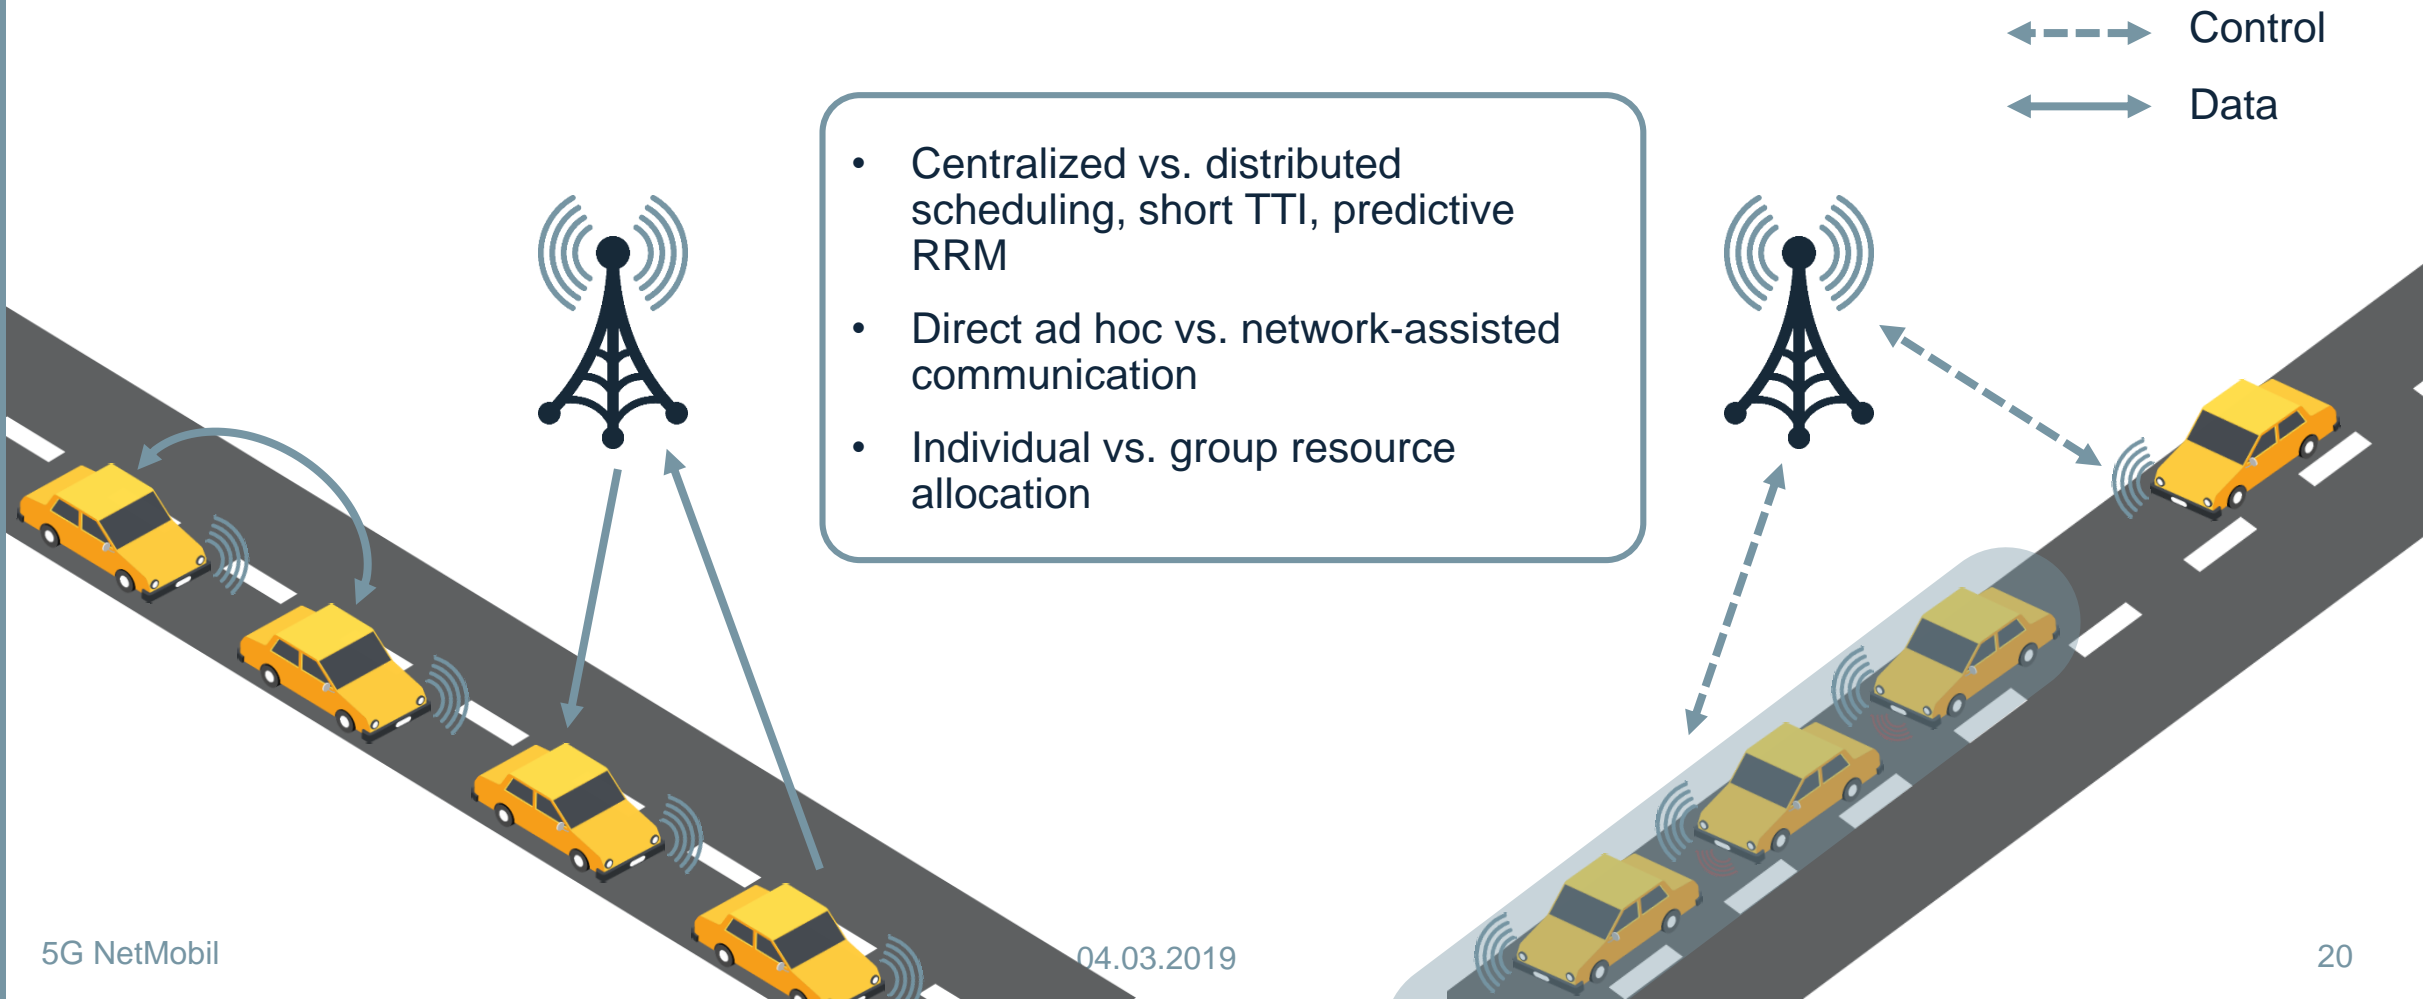 Control
Data
• Centralized vs. distributed
scheduling, short TTI, predictive
RRM
• Direct ad hoc vs. network-assisted
communication
• Individual vs. group resource
allocation
5G NetMobil
04.03.2019
20